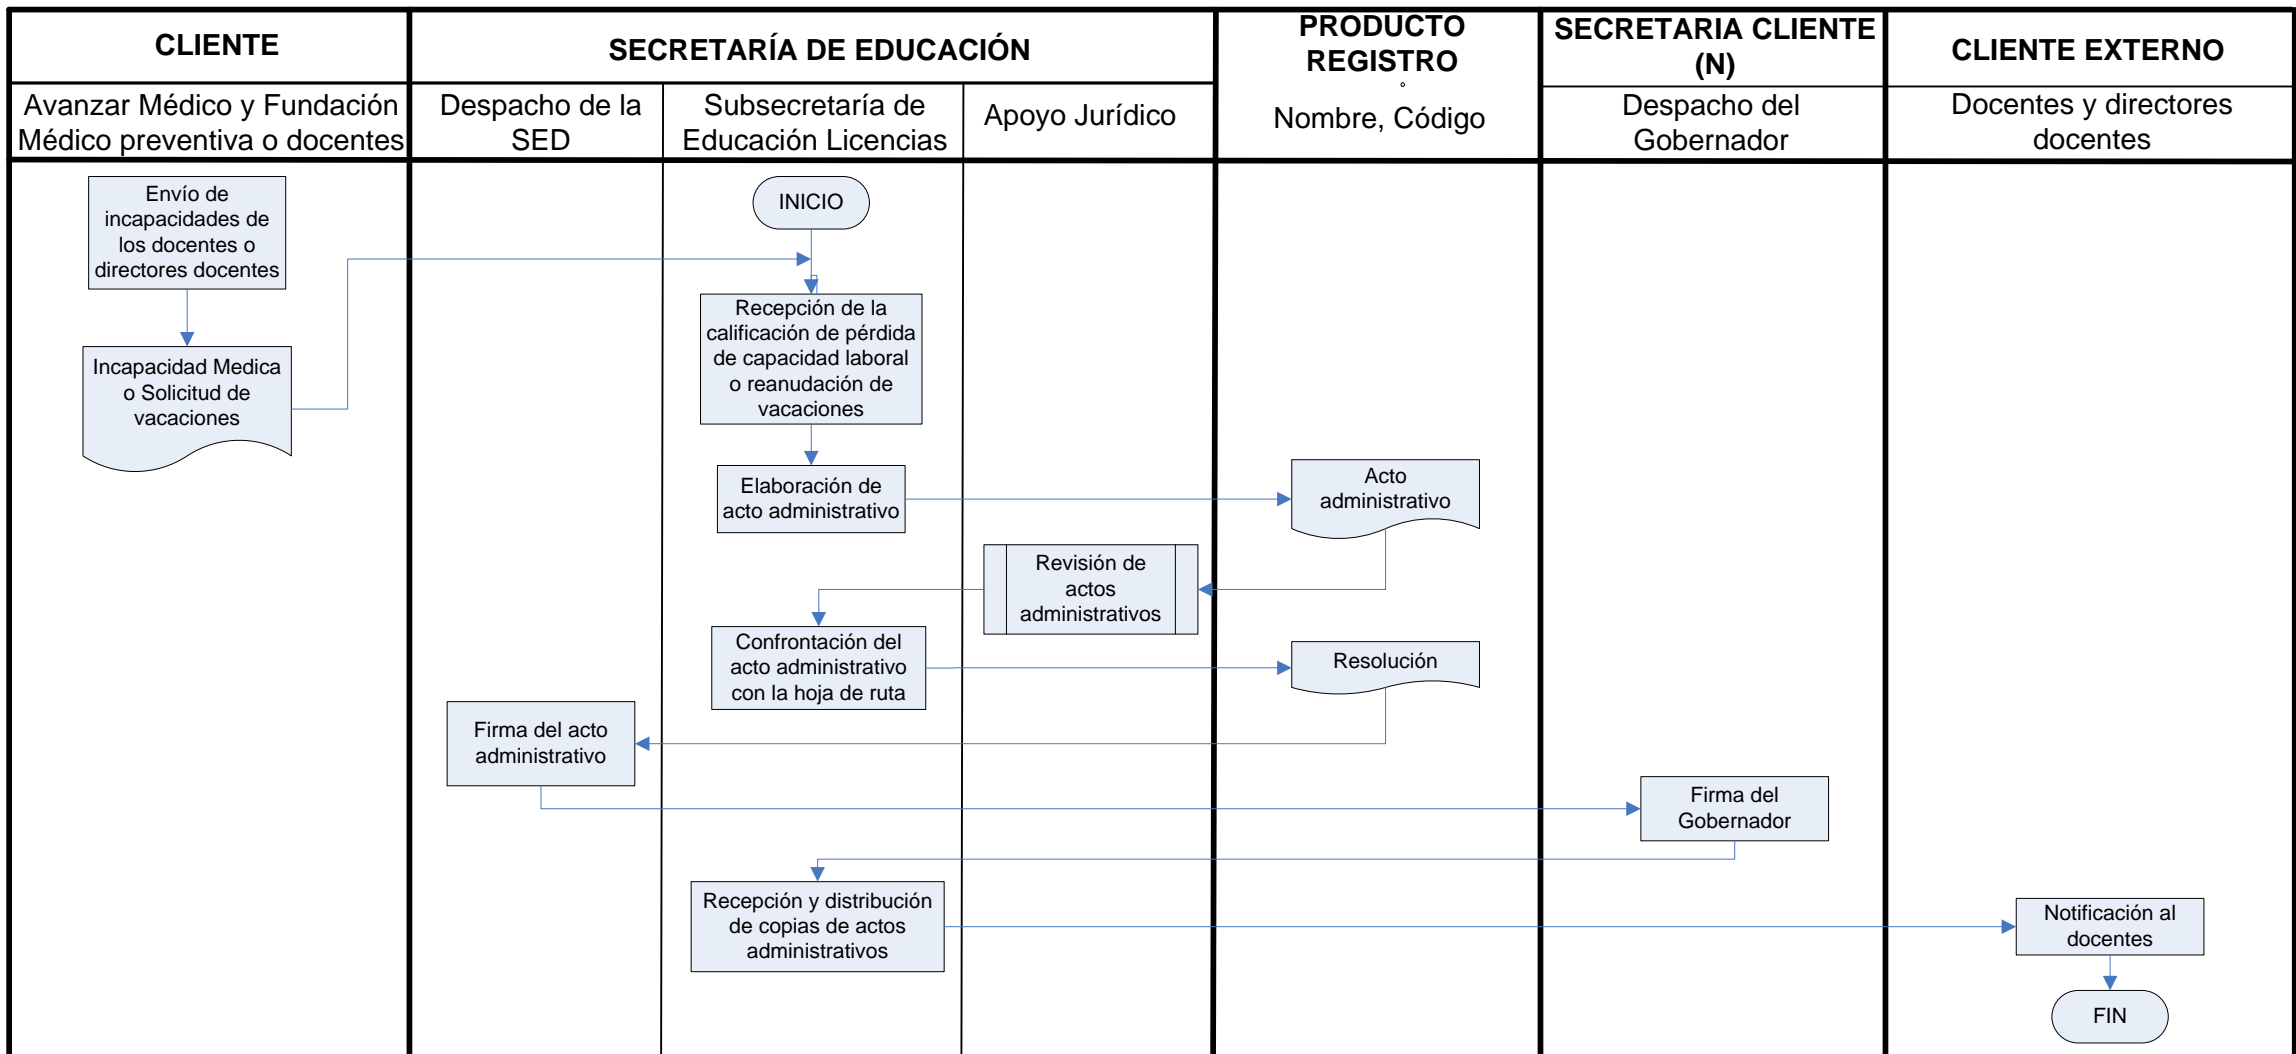 CLIENTE
SECRETARÍA DE EDUCACIÓN
PRODUCTO
REGISTRO
°
Nombre, Código
SECRETARIA CLIENTE
(N)
CLIENTE EXTERNO
Avanzar Médico y Fundación
Médico preventiva o docentes
Despacho de la
SED
Subsecretaría de
Educación Licencias
Apoyo Jurídico
Despacho del
Gobernador
Docentes y directores
docentes
Envío de
incapacidades de
los docentes o
directores docentes
INICIO
Incapacidad Medica
o Solicitud de
vacaciones
Recepción de la
calificación de pérdida
de capacidad laboral
o reanudación de
vacaciones
Elaboración de
acto administrativo
Acto
administrativo
Revisión de
actos
administrativos
Confrontación del
acto administrativo
con la hoja de ruta
Resolución
Firma del acto
administrativo
Firma del
Gobernador
Recepción y distribución
de copias de actos
administrativos
Notificación al
docentes
FIN